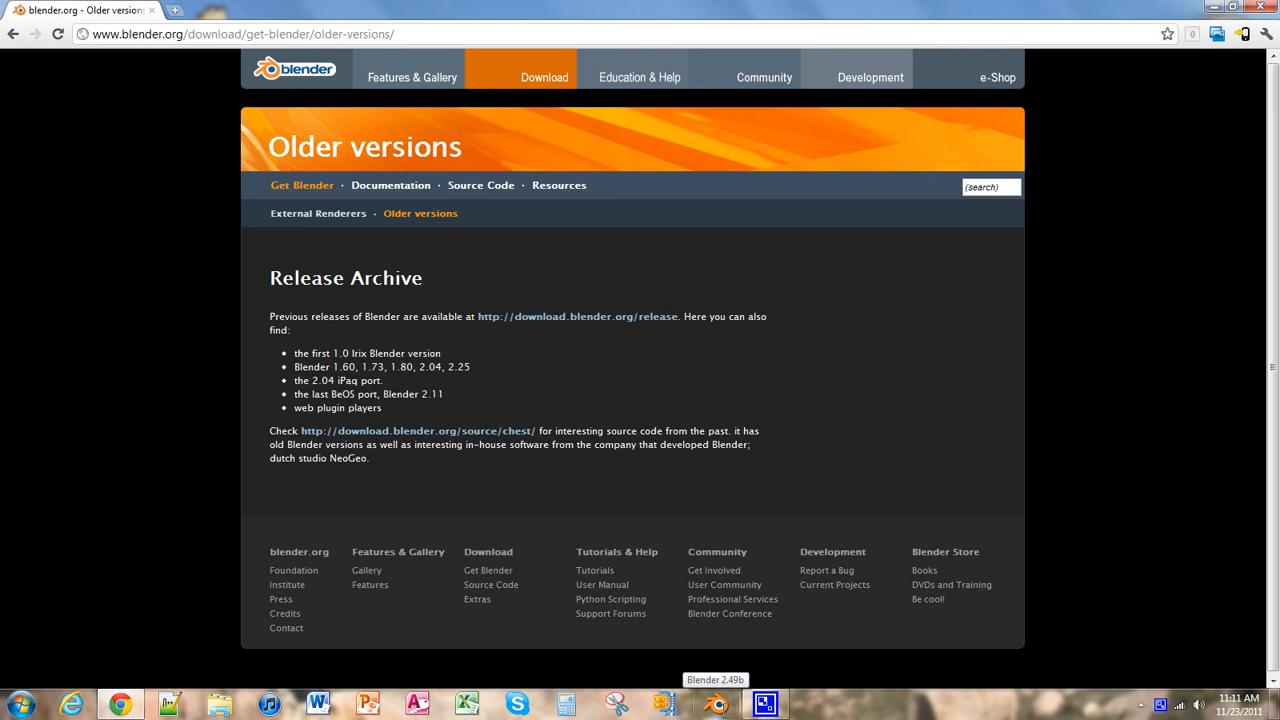 blender.org - Older versions
www.blender.org/download/get-blender/older-versions/
0
blender
Features & Gallery
Download
Education & Help
Community
Development
e-Shop
Older versions
Get Blender · Documentation · Source Code · Resources
(search)
External Renderers · Older versions
Release Archive
Previous releases of Blender are available at http://download.blender.org/release. Here you can also
find:
• the first 1.0 Irix Blender version
• Blender 1.60, 1.73, 1.80, 2.04, 2.25
• the 2.04 iPaq port.
• the last BeOS port, Blender 2.11
• web plugin players
Check http://download.blender.org/source/chest/ for interesting source code from the past. it has
old Blender versions as well as interesting in-house software from the company that developed Blender;
dutch studio NeoGeo.
blender.org
Foundation
Institute
Press
Credits
Contact
Features & Gallery
Gallery
Features
Download
Get Blender
Source Code
Extras
Tutorials & Help
Tutorials
User Manual
Python Scripting
Support Forums
Community
Get Involved
User Community
Professional Services
Blender Conference
Development
Report a Bug
Current Projects
Blender Store
Books
DVDs and Training
Be cool!
Blender 2.49b
11:11 AM
11/23/2011